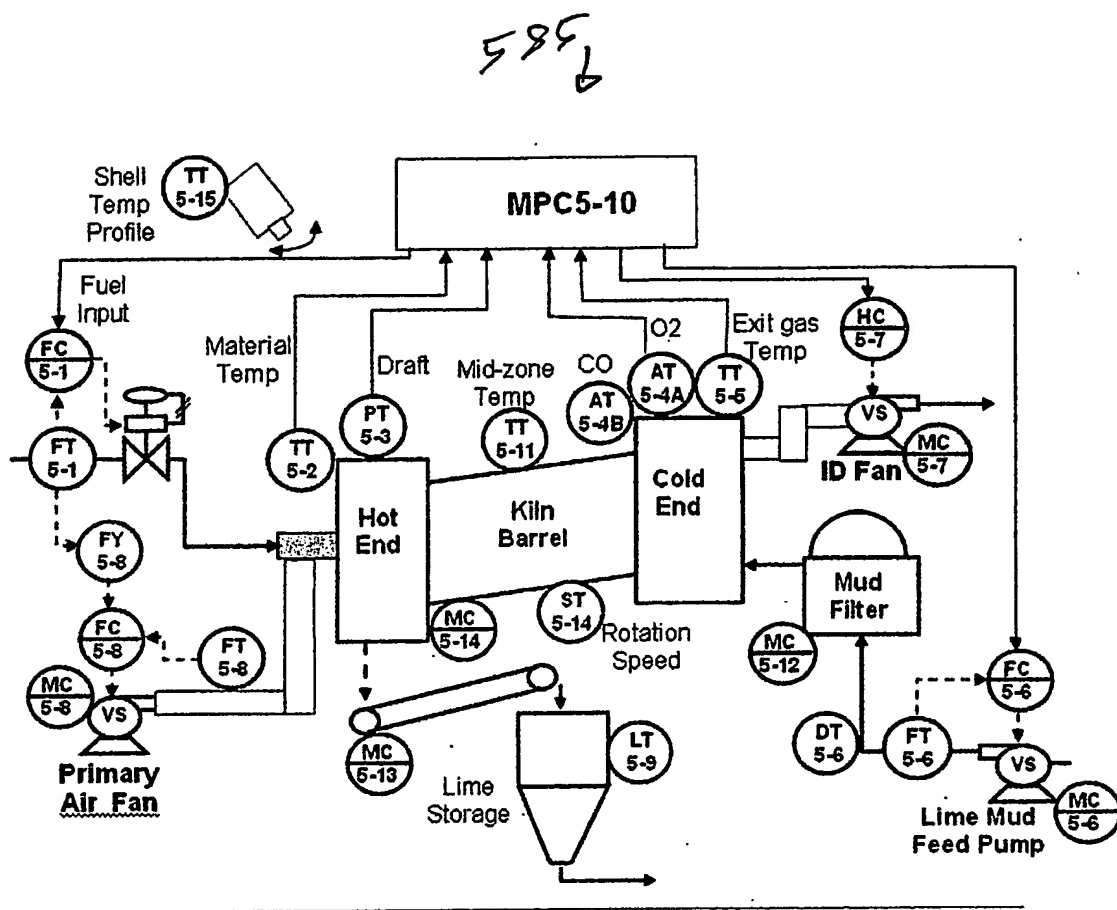 585
TT
5-15
Shell
Temp
Profile
MPC5-10
Fuel
Input
FC
5-1
FT
5-1
FY
5-8
FC
5-8
FT
5-8
MC
5-8
VS
Primary
Air Fan
Material
Temp
TT
5-2
Draft
PT
5-3
Mid-zone
Temp
TT
5-11
CO
AT
5-4B
O2
AT
5-4A
Exit gas
Temp
TT
5-5
HC
5-7
VS
MC
5-7
ID Fan
Hot
End
Kiln
Barrel
Cold
End
MC
5-14
ST
5-14
Rotation
Speed
Mud
Filter
MC
5-12
MC
5-13
Lime
Storage
LT
5-9
DT
5-6
FT
5-6
FC
5-6
VS
MC
5-6
Lime Mud
Feed Pump